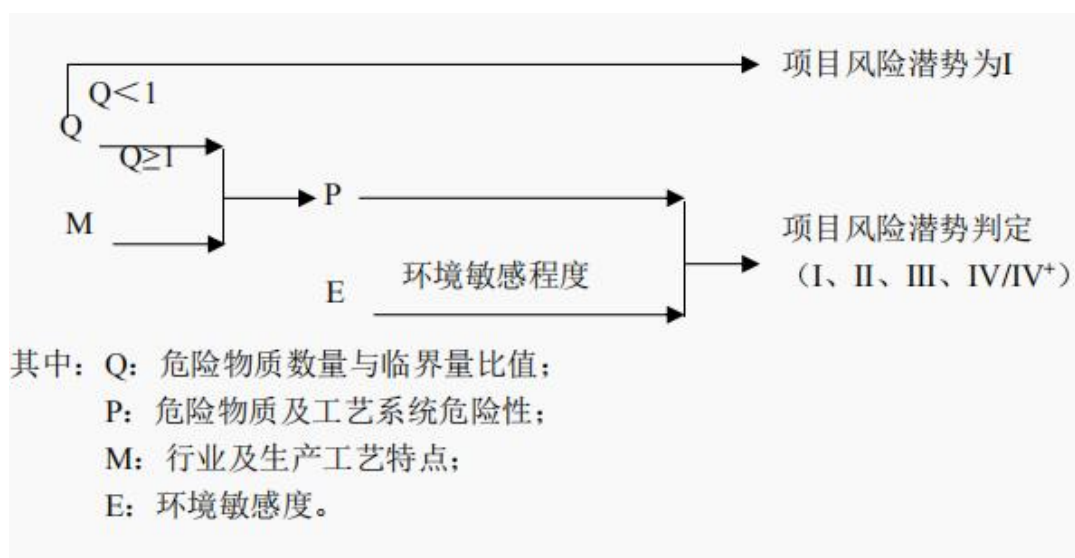 项目风险潜势为I
Q＜1
Q
Q≥1
P
M
项目风险潜势判定
环境敏感程度
（I、II、III、IV/IV⁺）
E
其中：Q：危险物质数量与临界量比值；
P：危险物质及工艺系统危险性；
M：行业及生产工艺特点；
E：环境敏感度。